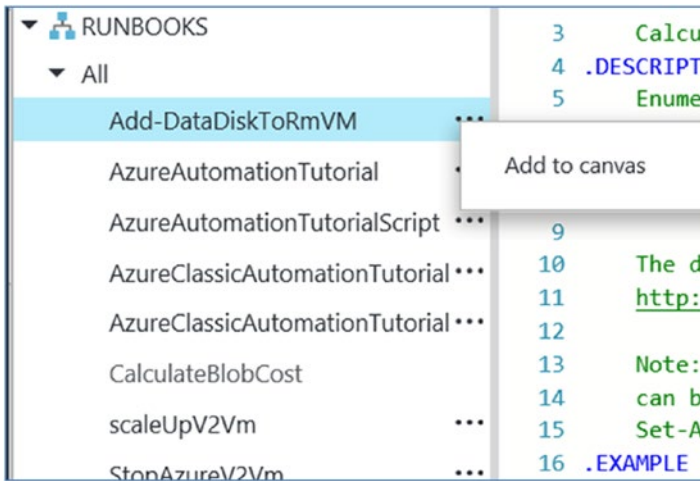 RUNBOOKS
All
Add-DataDiskToRmVM ...
AzureAutomationTutorial
AzureAutomationTutorialScript ...
AzureClassicAutomationTutorial ...
AzureClassicAutomationTutorial ...
CalculateBlobCost
scaleUpV2Vm ...
StopAzureV2Vm ...
Add to canvas
3 Calcu
4 .DESCRIPT
5 Enume
9
10 The d
11 http:
12
13 Note:
14 can b
15 Set-A
16 .EXAMPLE